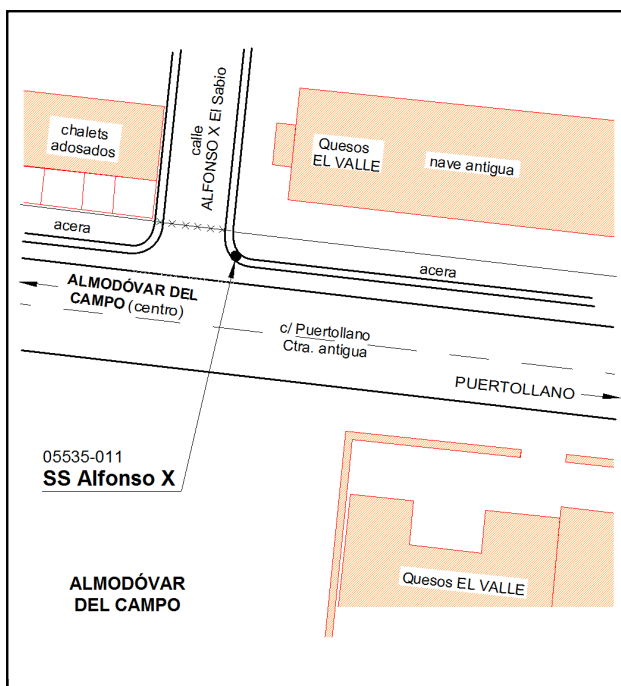 calle
ALFONSO X El Sabio
chalets
adosados
Quesos
EL VALLE
nave antigua
acera
acera
ALMODÓVAR DEL
CAMPO (centro)
c/ Puertollano
Ctra. antigua
PUERTOLLANO
05535-011
SS Alfonso X
Quesos EL VALLE
ALMODÓVAR
DEL CAMPO